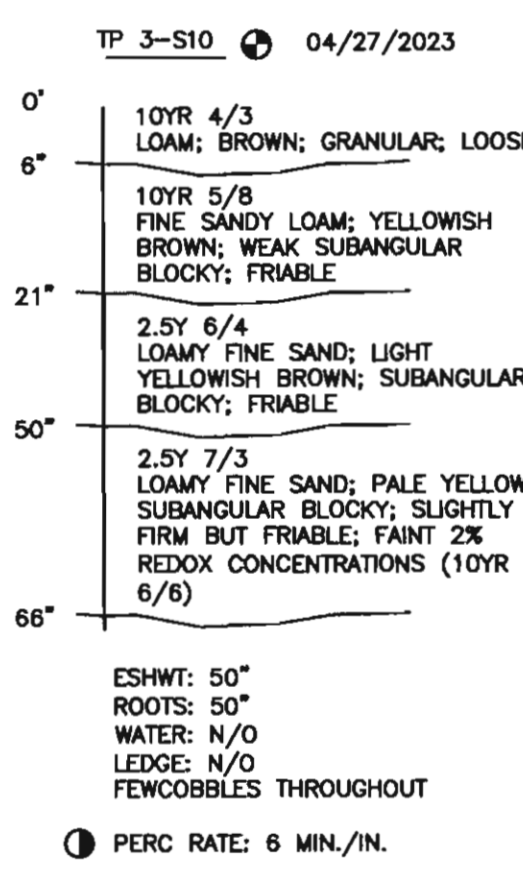 TP 3-S10 04/27/2023
0'
10YR 4/3
LOAM; BROWN; GRANULAR; LOOS
6"
10YR 5/8
FINE SANDY LOAM; YELLOWISH
BROWN; WEAK SUBANGULAR
BLOCKY; FRIABLE
21"
2.5Y 6/4
LOAMY FINE SAND; LIGHT
YELLOWISH BROWN; SUBANGULAR
BLOCKY; FRIABLE
50"
2.5Y 7/3
LOAMY FINE SAND; PALE YELLOW
SUBANGULAR BLOCKY; SLIGHTLY
FIRM BUT FRIABLE; FAINT 2%
REDOX CONCENTRATIONS (10YR
6/6)
66"
ESHWT: 50"
ROOTS: 50"
WATER: N/O
LEDGE: N/O
FEWCOBBLES THROUGHOUT
PERC RATE: 6 MIN./IN.